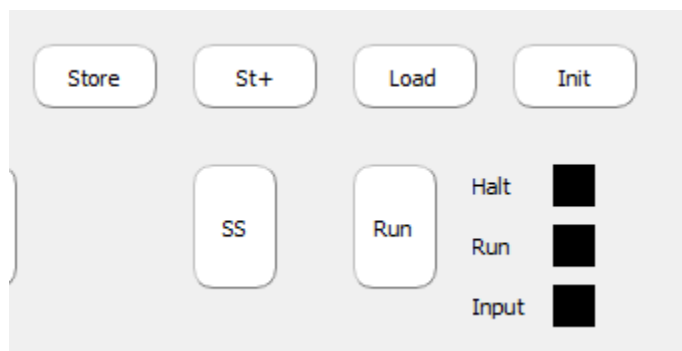 Store St+ Load Init
Halt
SS Run
Run
Input